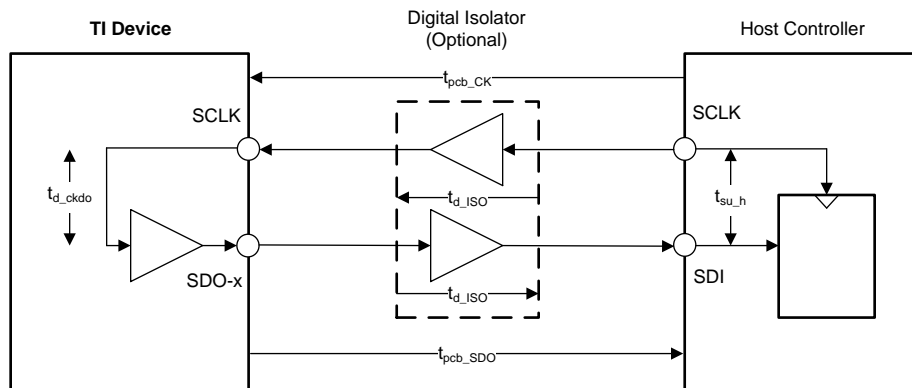 TI Device
Digital Isolator
(Optional)
Host Controller
t_pcb_CK
SCLK
SCLK
t_d_ckdo
t_d_ISO
t_su_h
SDO-x
SDI
t_d_ISO
t_pcb_SDO